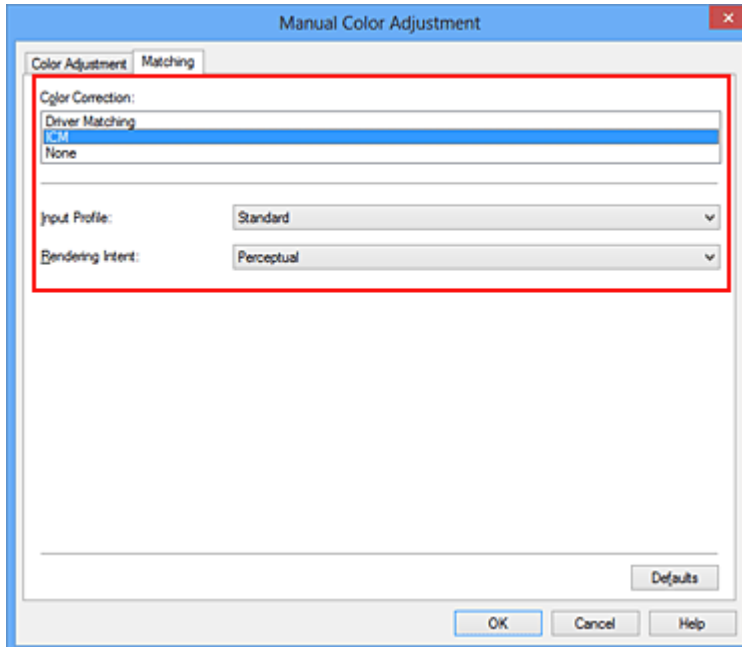 Manual Color Adjustment
Color Adjustment Matching
Color Correction:
Driver Matching
ICM
None
Input Profile: Standard
Rendering Intent: Perceptual
Defaults
OK Cancel Help